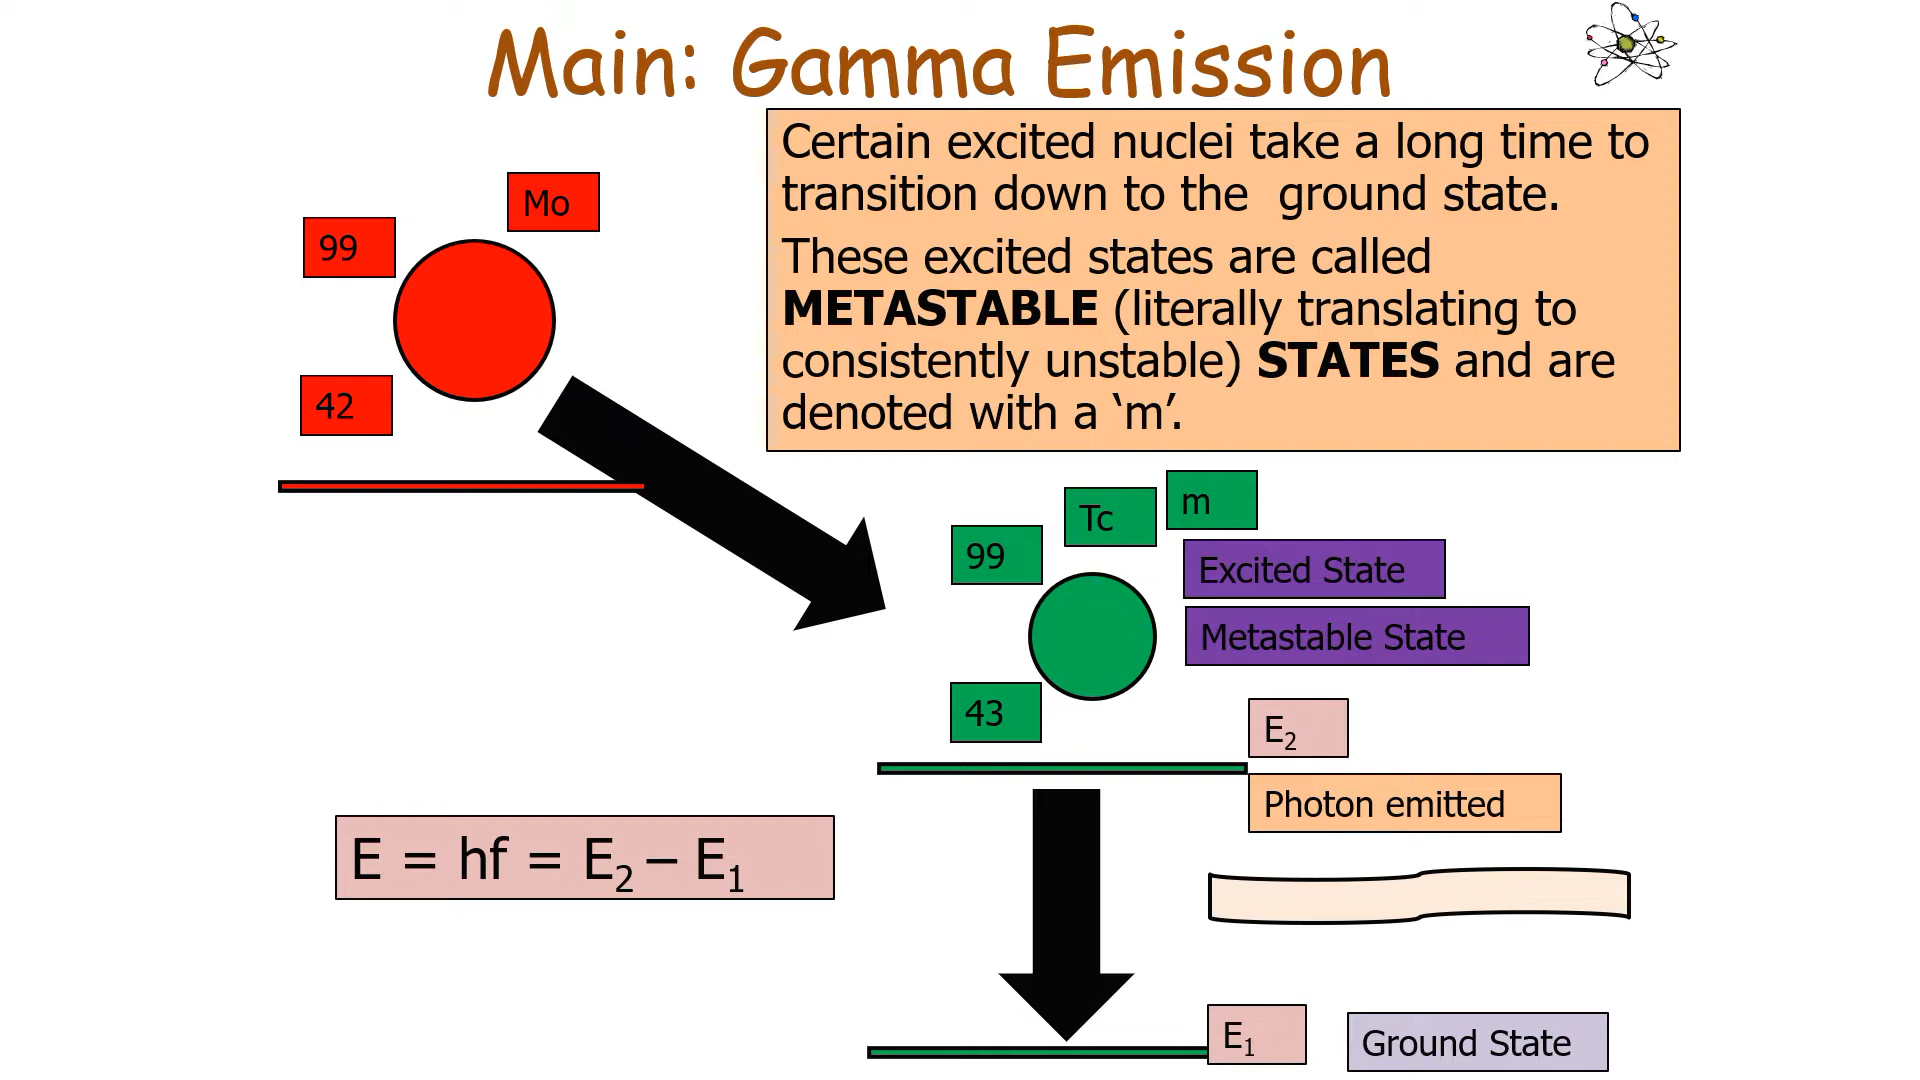 Main: Gamma Emission
Certain excited nuclei take a long time to
transition down to the ground state.
These excited states are called
METASTABLE (literally translating to
consistently unstable) STATES and are
denoted with a ‘m’.
Mo
99
42
m
Tc
99
Excited State
Metastable State
43
E₂
Photon emitted
E = hf = E₂ – E₁
E₁
Ground State